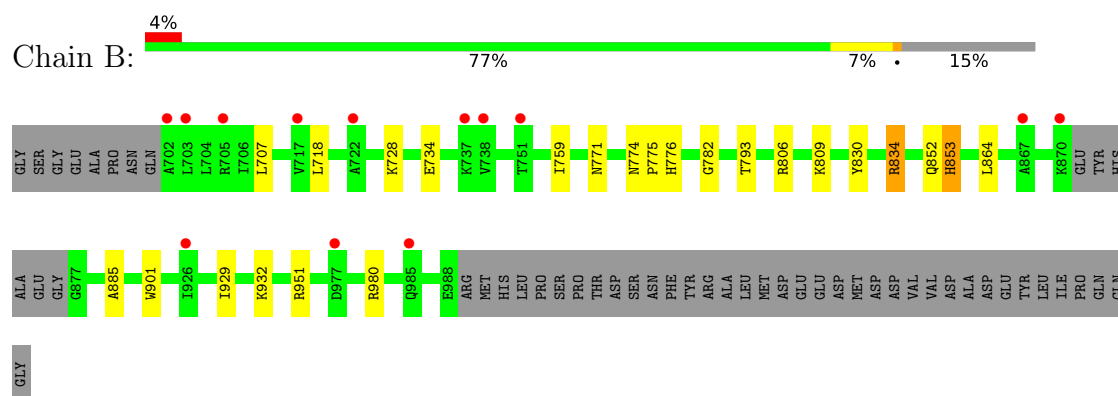 4%
Chain B:
77% 7% • 15%
GLY SER GLY GLU ALA PRO ASN GLN A702 L703 L704 R705 I706 L707 V717 L718 A722 K728 E734 K737 V738 T751 I759 N771 N774 P775 H776 G782 T793 R806 K809 Y830 R834 Q852 H853 L864 A867 K870 GLU TYR HIS
ALA GLU GLY G877 A885 W901 I926 I929 K932 R951 D977 R980 Q985 E988 ARG MET HIS LEU PRO SER PRO THR ASP SER ASN PHE TYR ARG ALA LEU MET ASP GLU GLU ASP MET ASP ASP VAL VAL ASP ALA ASP GLU TYR LEU ILE PRO GLN GLN
GLY